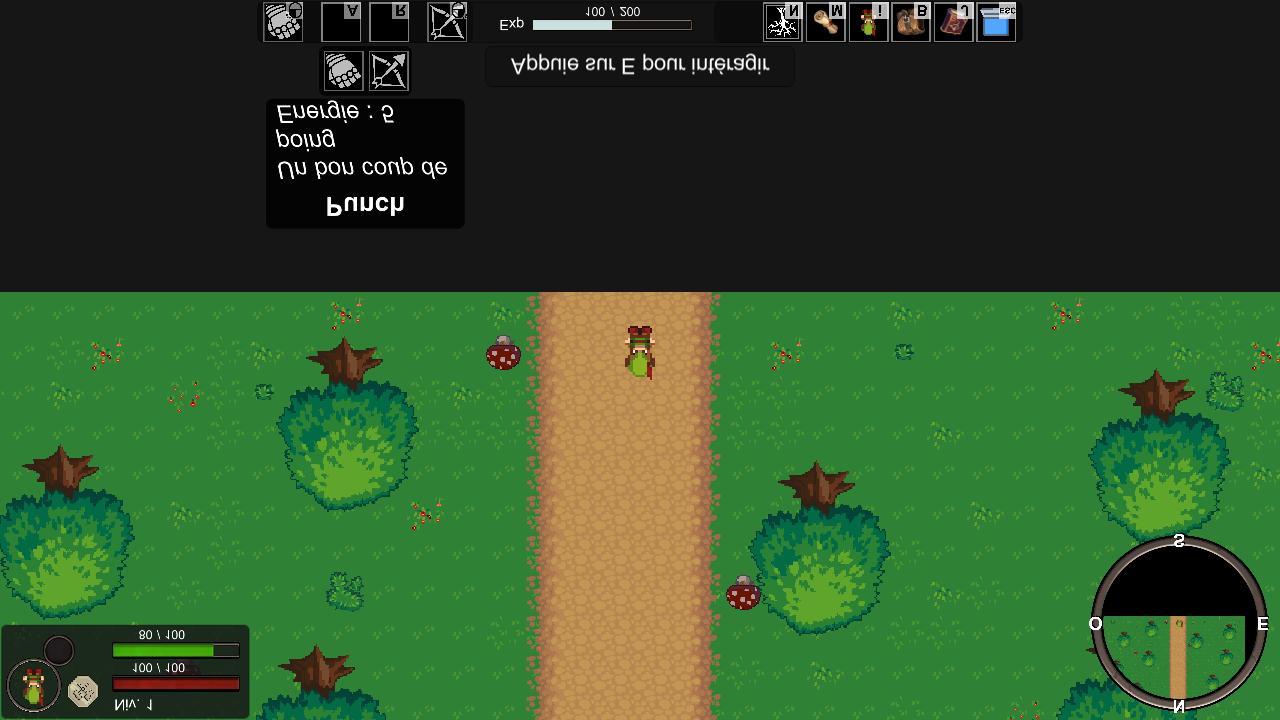 Niv. 1
100 / 100
80 / 100
N
O
E
S
Punch
Un bon coup de
poing
Energie : 5
Appuie sur E pour intéragir
A
R
Exp
100 / 200
N
M
I
B
J
ESC